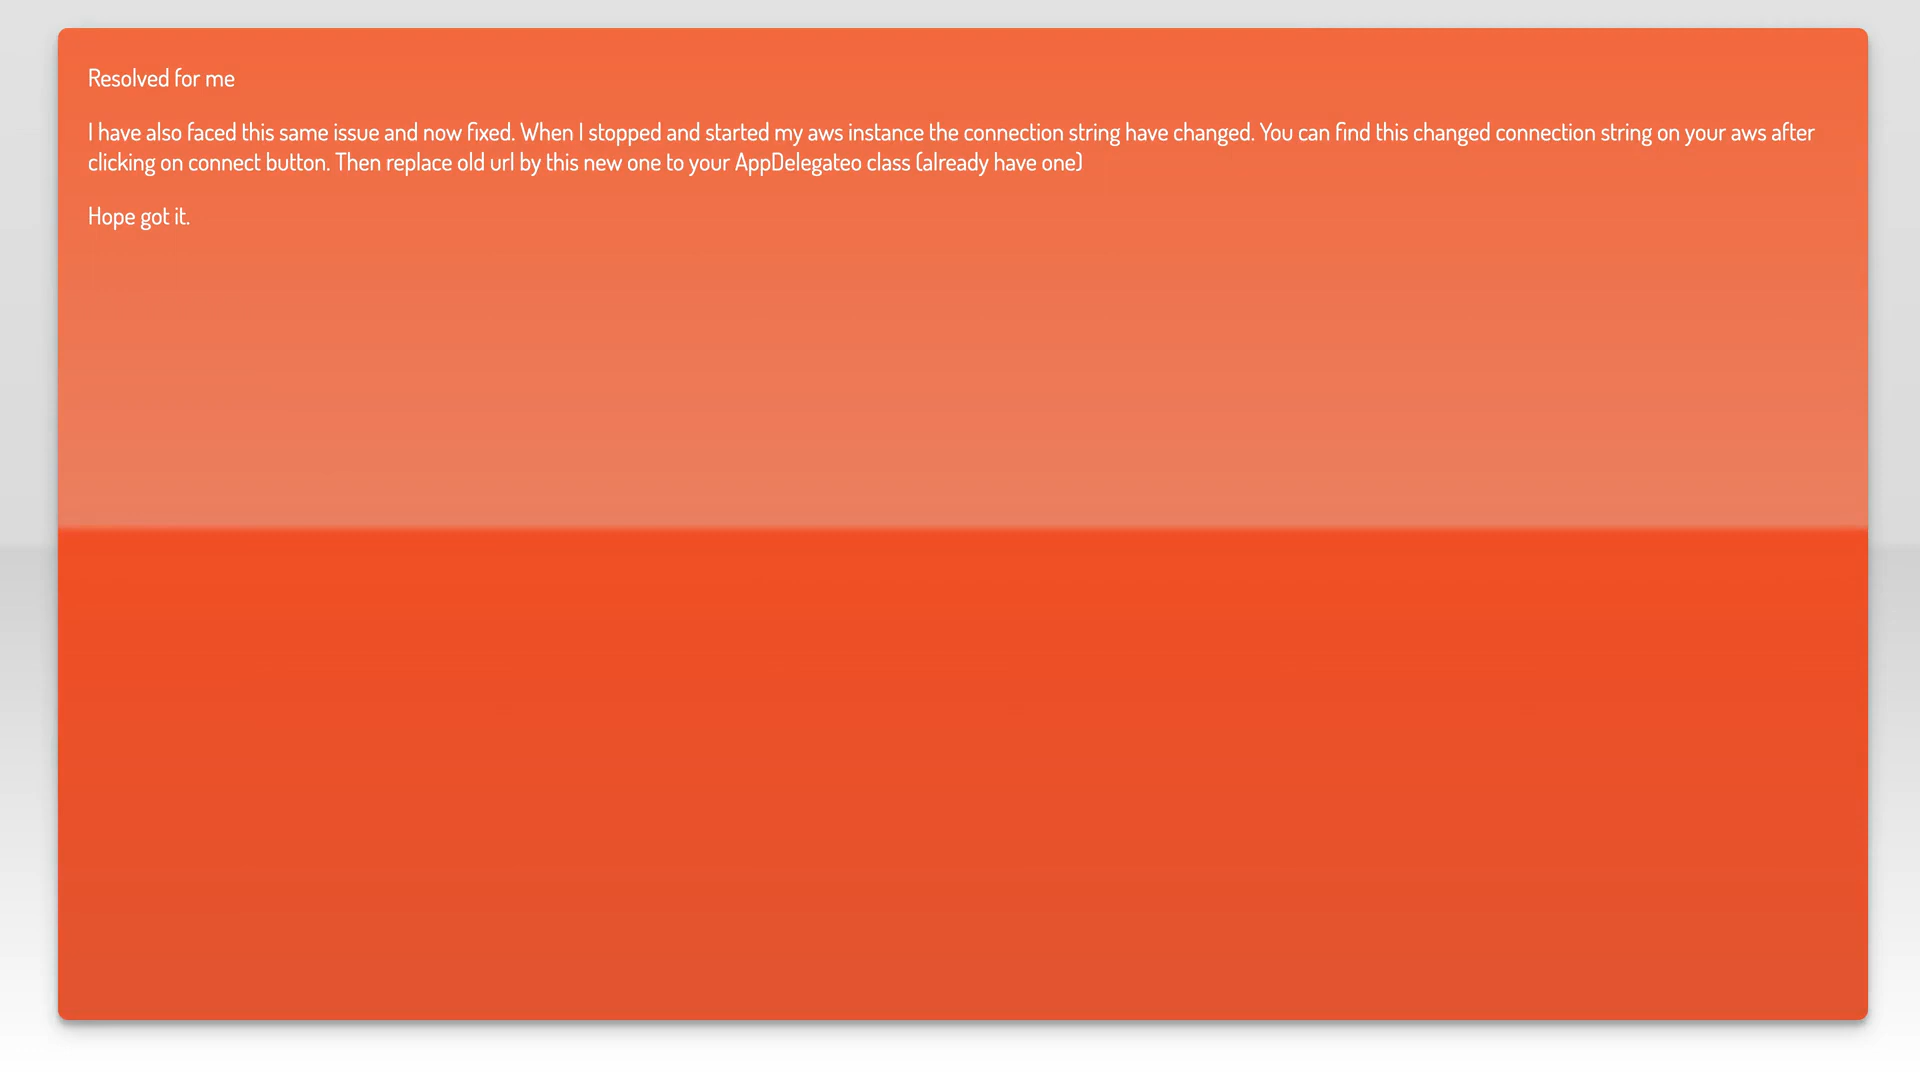 Resolved for me
I have also faced this same issue and now fixed. When I stopped and started my aws instance the connection string have changed. You can find this changed connection string on your aws after
clicking on connect button. Then replace old url by this new one to your AppDelegateo class (already have one)
Hope got it.